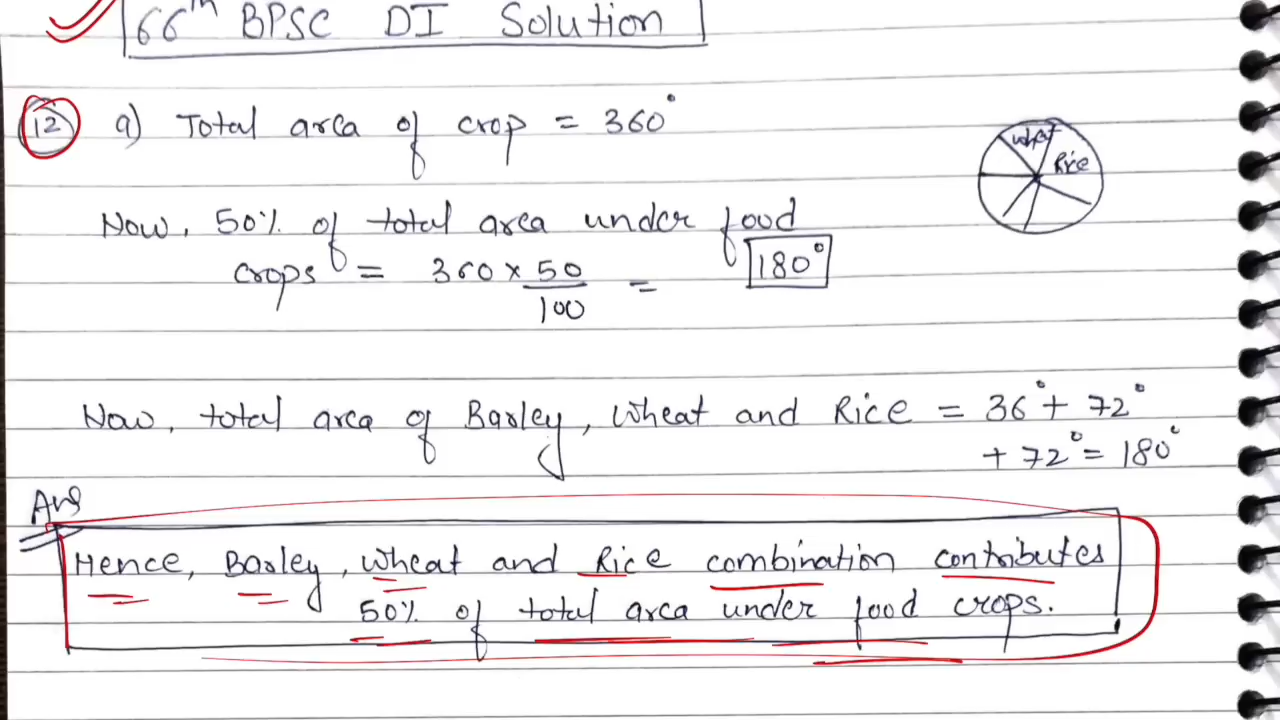 66th BPSC DI Solution
12 a) Total area of crop = 360°
Wheat
Rice
Now, 50% of total area under food
crops = 360 × 50/100 = 180°
Now, total area of Barley, Wheat and Rice = 36° + 72°
+ 72° = 180°
Ans
Hence, Barley, Wheat and Rice combination contributes
50% of total area under food crops.